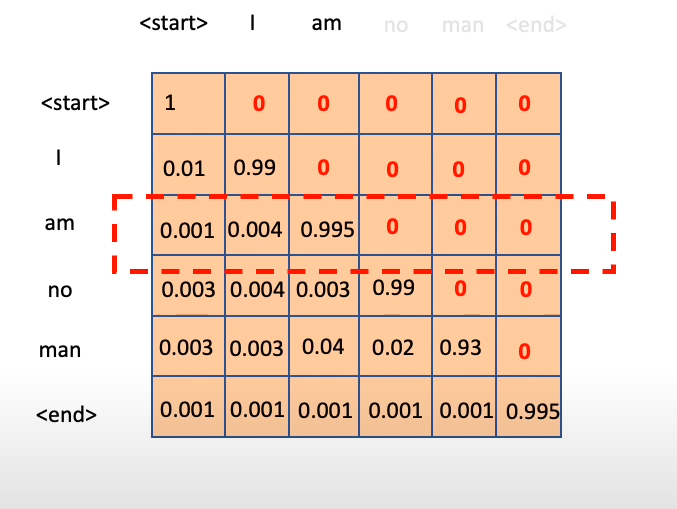 <start> I am no man <end>
<start> 1 0 0 0 0 0
I 0.01 0.99 0 0 0 0
am 0.001 0.004 0.995 0 0 0
no 0.003 0.004 0.003 0.99 0 0
man 0.003 0.003 0.04 0.02 0.93 0
<end> 0.001 0.001 0.001 0.001 0.001 0.995